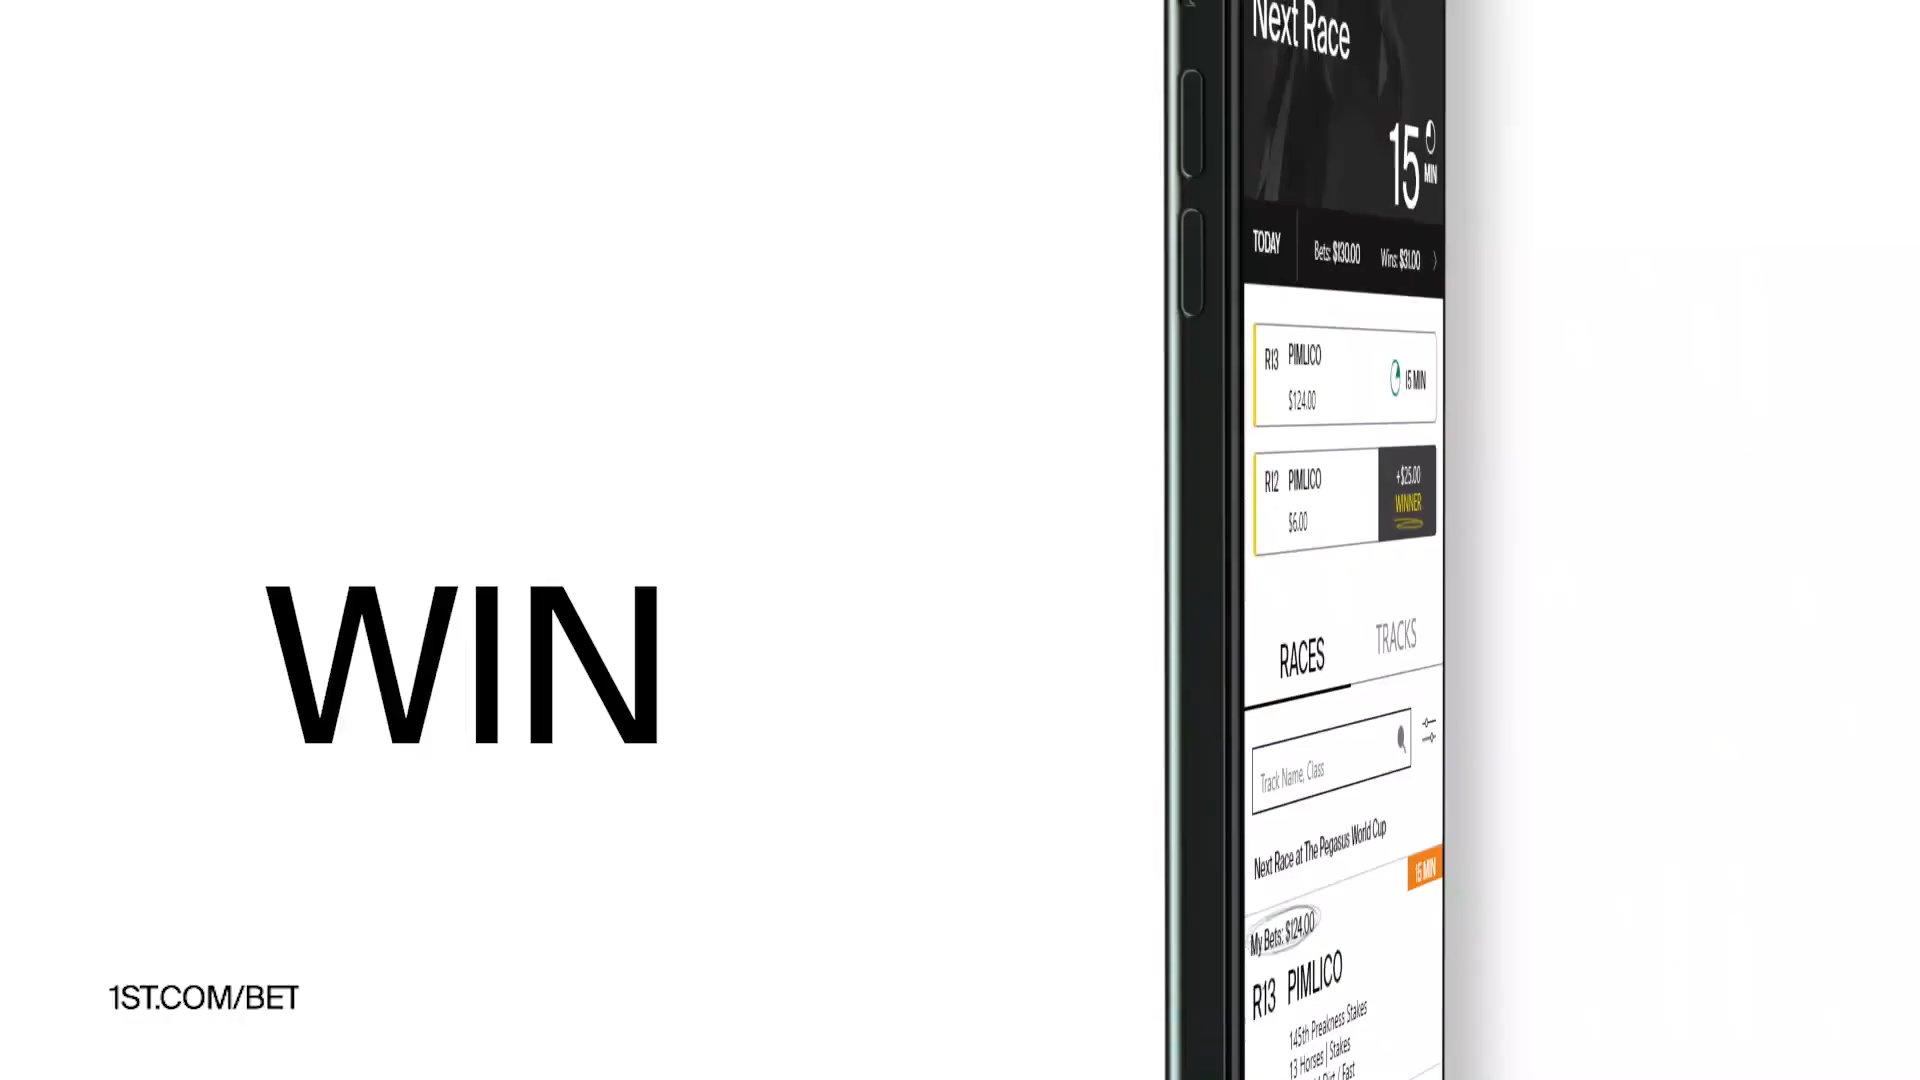 Next Race
15
MIN
TODAY Bets: $130.00 Wins: $31.00
R13 PIMLICO
$124.00
15 MIN
R12 PIMLICO
$6.00
+$25.00
WINNER
WIN
RACES TRACKS
Track Name, Class
Next Race at The Pegasus World Cup
15 MIN
My Bets: $124.00
R13 PIMLICO
145th Preakness Stakes
13 Horses | Stakes
Dirt / Fast
1ST.COM/BET